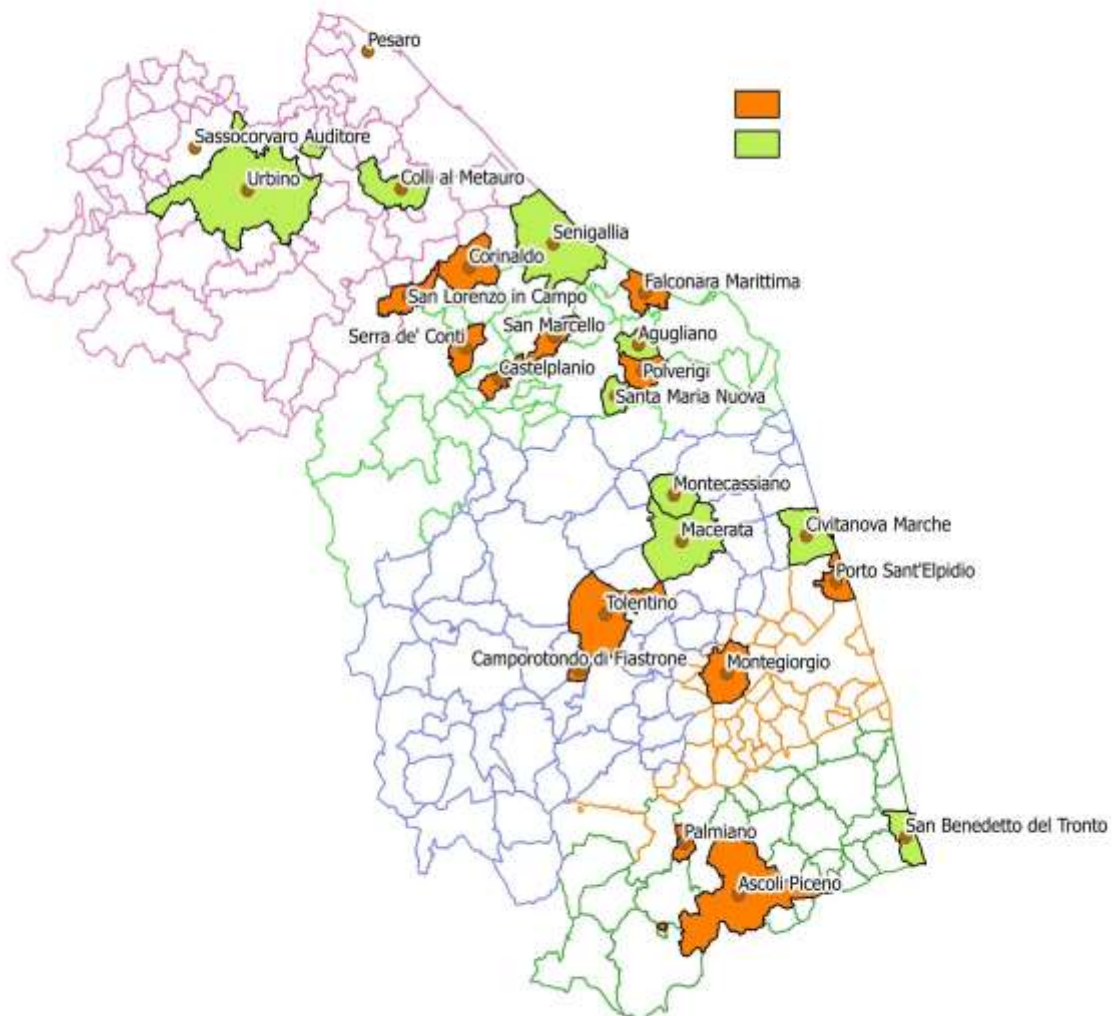 Pesaro
Sassocorvaro Auditore
Urbino
Colli al Metauro
Senigallia
Corinaldo
Falconara Marittima
San Lorenzo in Campo
San Marcello
Serra de' Conti
Agugliano
Castelplanio
Polverigi
Santa Maria Nuova
Montecassiano
Macerata
Civitanova Marche
Porto Sant'Elpidio
Tolentino
Camporotondo di Fiastrone
Montegiorgio
San Benedetto del Tronto
Palmiano
Ascoli Piceno